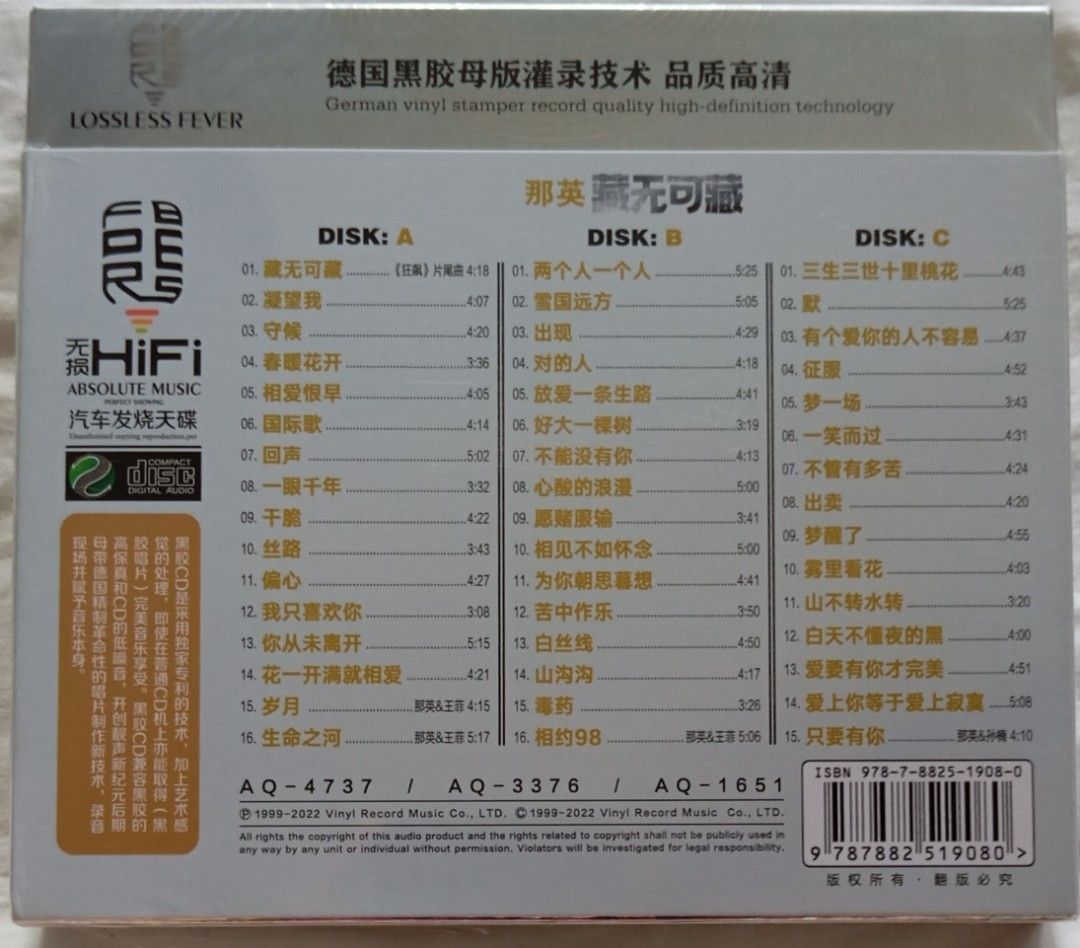 德国黑胶母版灌录技术 品质高清
German vinyl stamper record quality high-definition technology
LOSSLESS FEVER
那英 藏无可藏
FEVER
无损HiFi
ABSOLUTE MUSIC
PERFECT SHOWING
汽车发烧天碟
Unauthorized copying reproduction.per
COMPACT
disc
DIGITAL AUDIO
黑胶CD是采用独家专利的技术，加上艺术感
觉的处理，即使在普通CD机上亦能取得（黑
胶唱片）完美音乐享受。黑胶CD兼容黑胶的
高保真和CD的低噪音，开创靓声新纪元后期
母带德国精制革命性的唱片制作新技术，录音
现场并赋予音乐本身。
DISK: A
01. 藏无可藏 《狂飙》片尾曲 4:18
02. 凝望我 4:07
03. 守候 4:20
04. 春暖花开 3:36
05. 相爱恨早 4:05
06. 国际歌 4:14
07. 回声 5:02
08. 一眼千年 3:32
09. 干脆 4:22
10. 丝路 3:43
11. 偏心 4:27
12. 我只喜欢你 3:08
13. 你从未离开 5:15
14. 花一开满就相爱 4:21
15. 岁月 那英&王菲 4:15
16. 生命之河 那英&王菲 5:17
DISK: B
01. 两个人一个人 5:25
02. 雪国远方 5:05
03. 出现 4:29
04. 对的人 4:18
05. 放爱一条生路 4:41
06. 好大一棵树 3:19
07. 不能没有你 4:13
08. 心酸的浪漫 5:00
09. 愿赌服输 3:41
10. 相见不如怀念 5:00
11. 为你朝思暮想 4:41
12. 苦中作乐 3:50
13. 白丝线 4:50
14. 山沟沟 4:17
15. 毒药 3:26
16. 相约98 那英&王菲 5:06
DISK: C
01. 三生三世十里桃花 4:43
02. 默 5:25
03. 有个爱你的人不容易 4:37
04. 征服 4:52
05. 梦一场 3:43
06. 一笑而过 4:31
07. 不管有多苦 4:24
08. 出卖 4:20
09. 梦醒了 4:55
10. 雾里看花 4:03
11. 山不转水转 3:20
12. 白天不懂夜的黑 4:00
13. 爱要有你才完美 4:51
14. 爱上你等于爱上寂寞 5:08
15. 只要有你 那英&孙楠 4:10
AQ-4737 / AQ-3376 / AQ-1651
Ⓟ 1999-2022 Vinyl Record Music Co., LTD. © 1999-2022 Vinyl Record Music Co., LTD.
All rights the copyright of this audio product and the rights related to copyright shall not be publicly used in
any way by any unit or individual without permission. Violators will be investigated for legal responsibility.
ISBN 978-7-8825-1908-0
9 787882 519080 >
版权所有·翻版必究